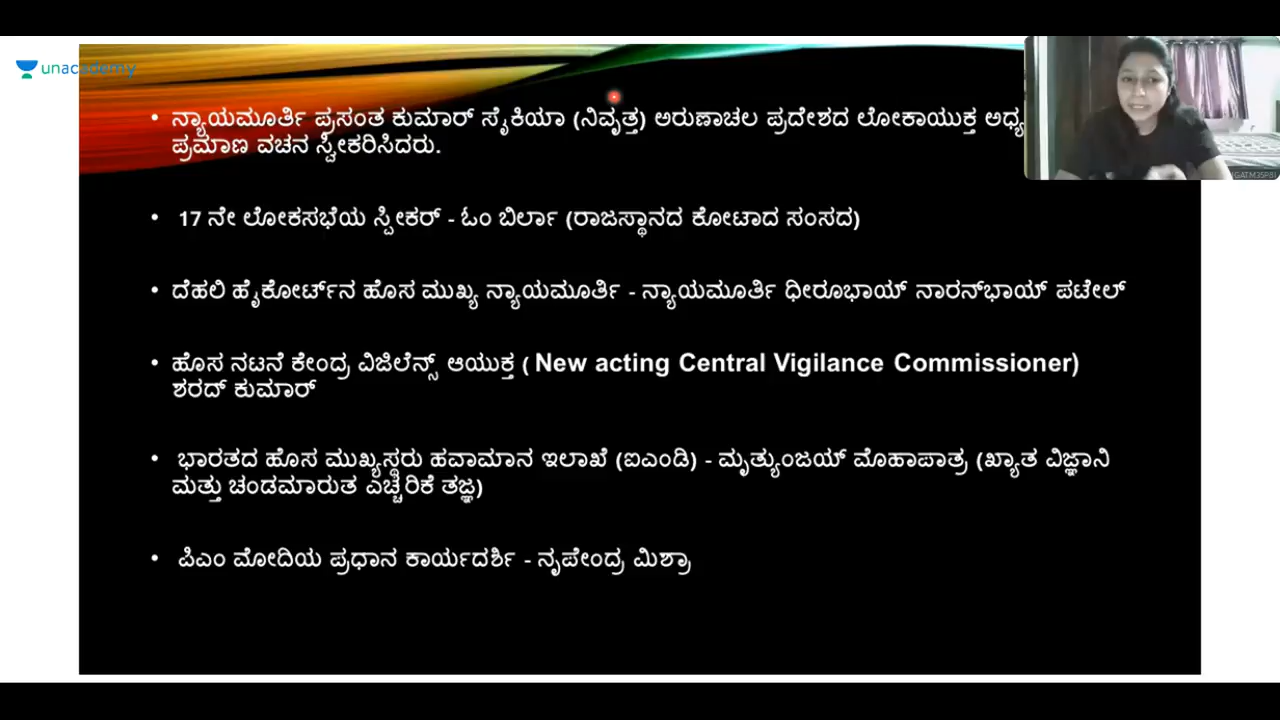 unacademy
• ನ್ಯಾಯಮೂರ್ತಿ ಪ್ರಸಂತ ಕುಮಾರ್ ಸೈಕಿಯಾ (ನಿವೃತ್ತ) ಅರುಣಾಚಲ ಪ್ರದೇಶದ ಲೋಕಾಯುಕ್ತ
ಪ್ರಮಾಣ ವಚನ ಸ್ವೀಕರಿಸಿದರು.
• 17 ನೇ ಲೋಕಸಭೆಯ ಸ್ಪೀಕರ್ - ಓಂ ಬಿರ್ಲಾ (ರಾಜಸ್ಥಾನದ ಕೋಟಾದ ಸಂಸದ)
• ದೆಹಲಿ ಹೈಕೋರ್ಟ್‌ನ ಹೊಸ ಮುಖ್ಯ ನ್ಯಾಯಮೂರ್ತಿ - ನ್ಯಾಯಮೂರ್ತಿ ಧೀರೂಭಾಯ್ ನಾರನ್‌ಭಾಯ್ ಪಟೇಲ್
• ಹೊಸ ನಟನೆ ಕೇಂದ್ರ ವಿಜಿಲೆನ್ಸ್ ಆಯುಕ್ತ ( New acting Central Vigilance Commissioner)
ಶರದ್ ಕುಮಾರ್
• ಭಾರತದ ಹೊಸ ಮುಖ್ಯಸ್ಥರು ಹವಾಮಾನ ಇಲಾಖೆ (ಐಎಂಡಿ) - ಮೃತ್ಯುಂಜಯ್ ಮೊಹಾಪಾತ್ರ (ಖ್ಯಾತ ವಿಜ್ಞಾನಿ
ಮತ್ತು ಚಂಡಮಾರುತ ಎಚ್ಚರಿಕೆ ತಜ್ಞ)
• ಪಿಎಂ ಮೋದಿಯ ಪ್ರಧಾನ ಕಾರ್ಯದರ್ಶಿ - ನೃಪೇಂದ್ರ ಮಿಶ್ರಾ